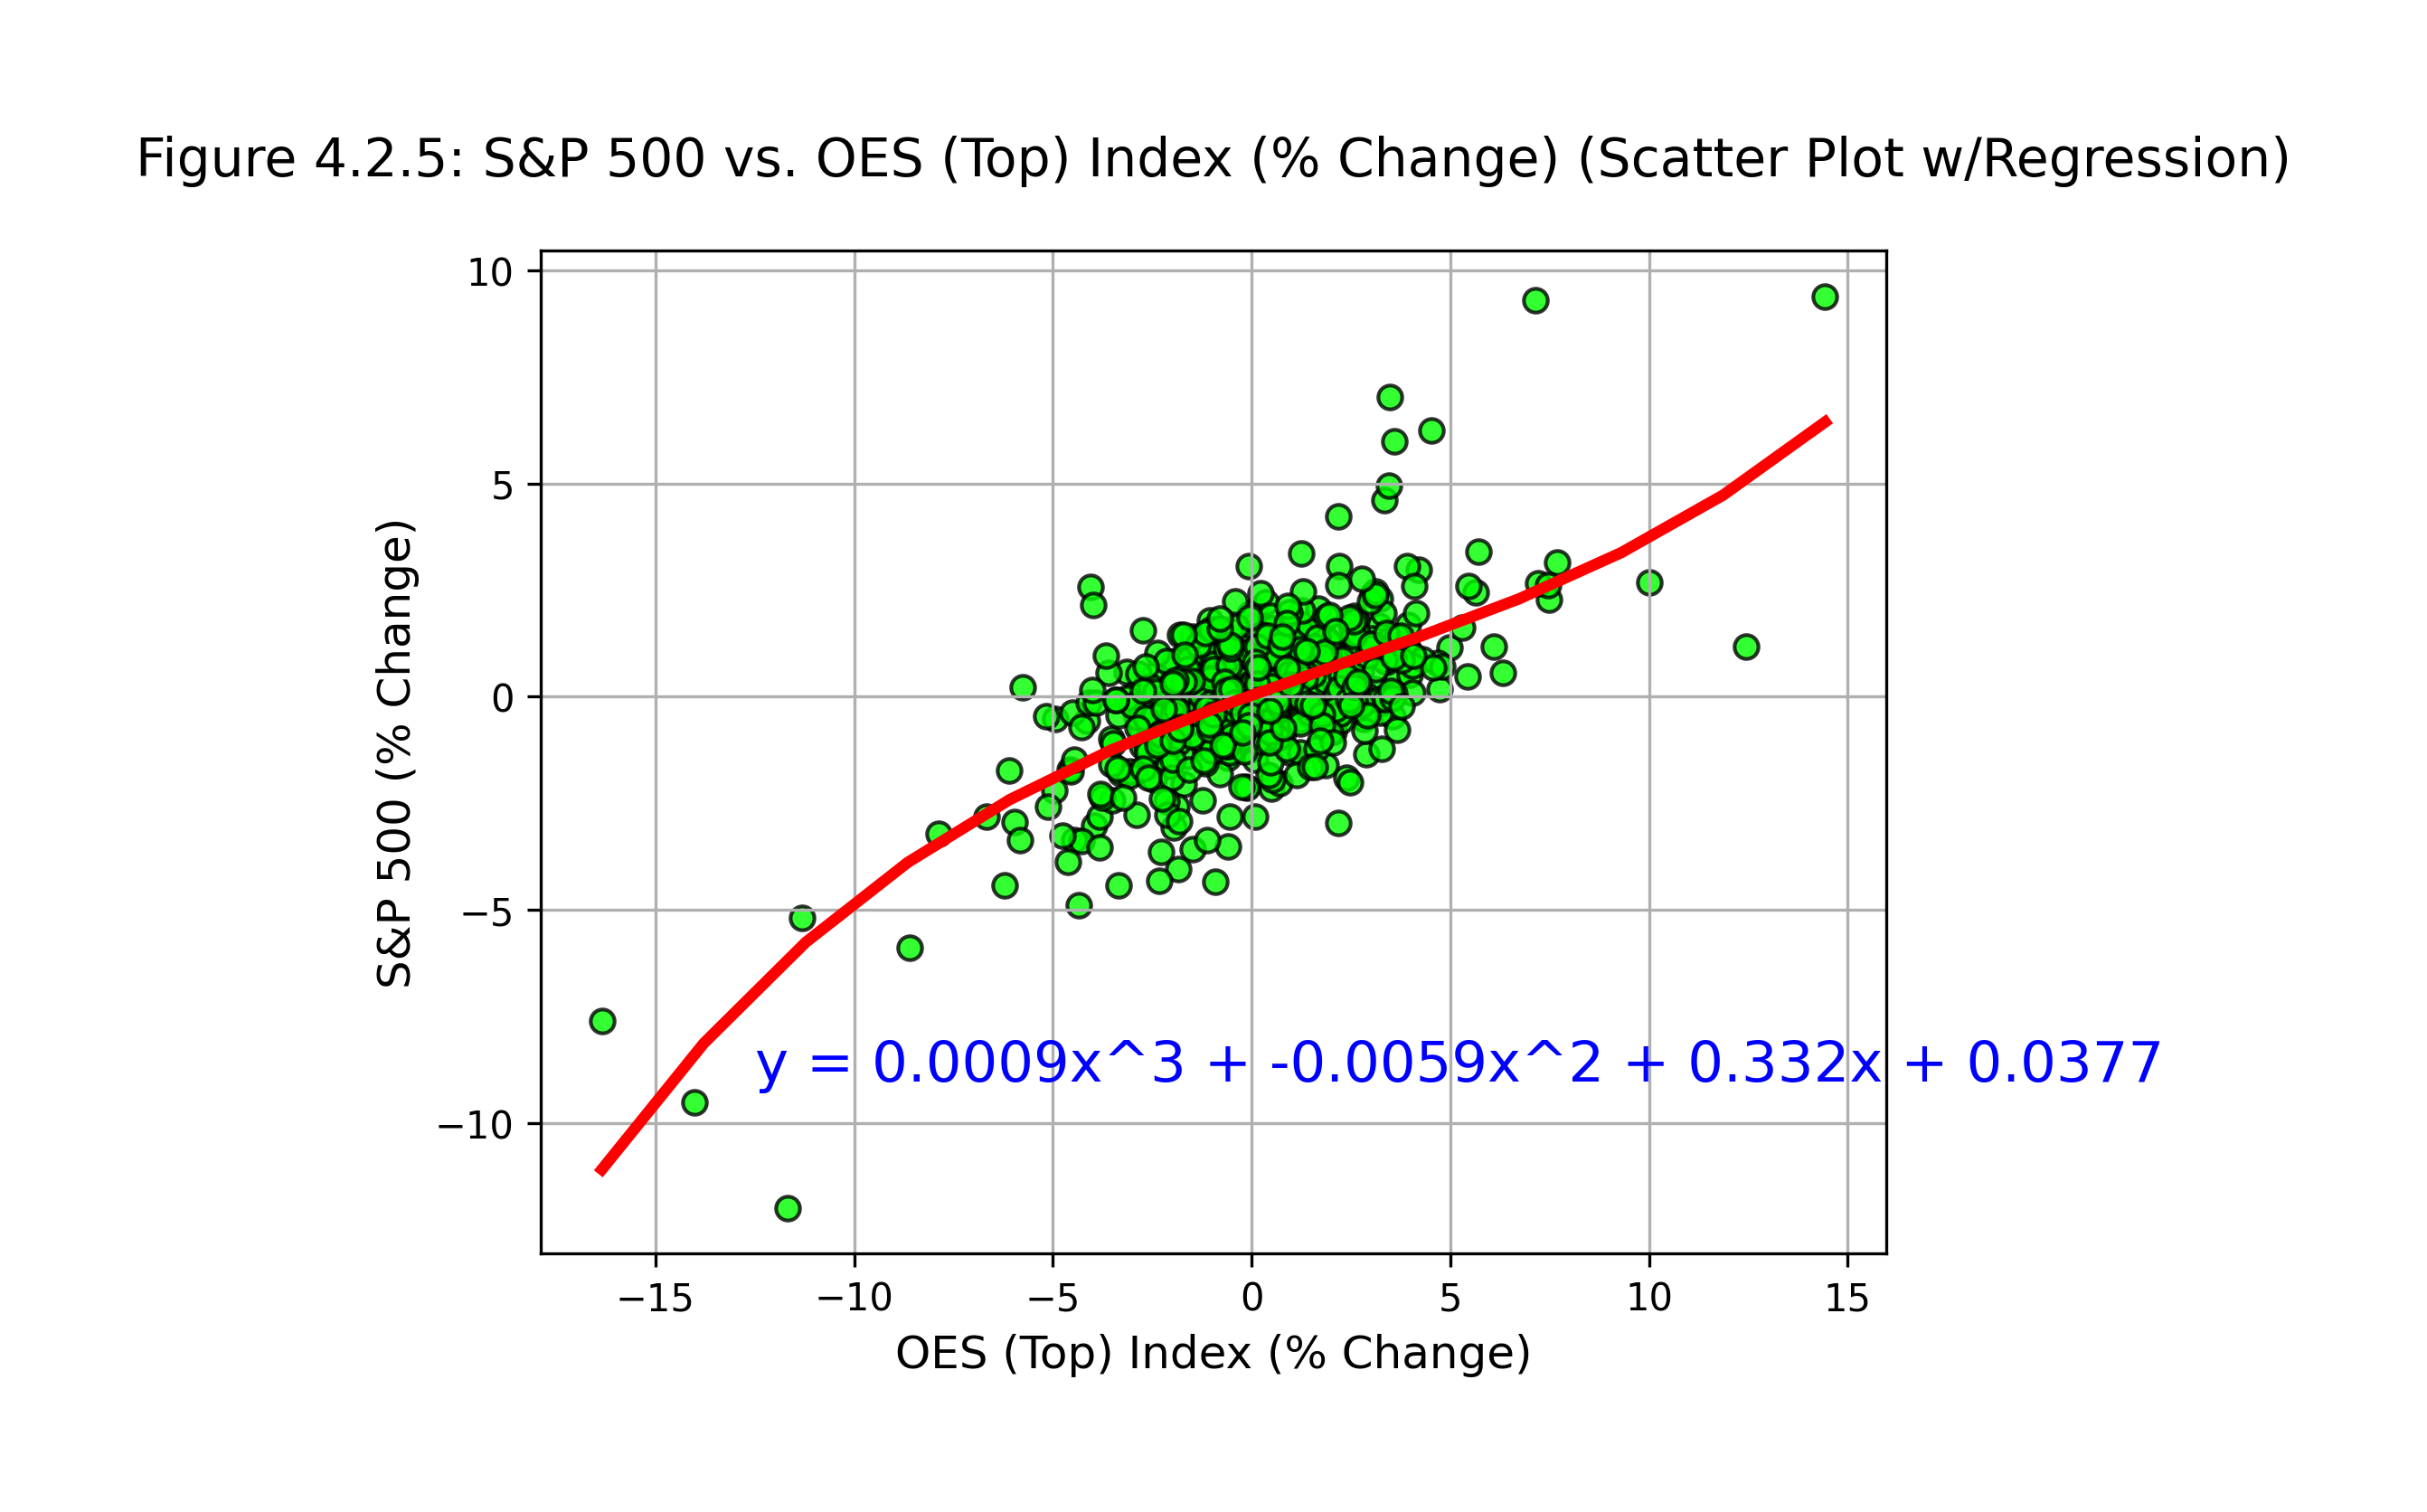 Figure 4.2.5: S&P 500 vs. OES (Top) Index (% Change) (Scatter Plot w/Regression)
10
5
0
−5
−10
S&P 500 (% Change)
y = 0.0009x^3 + -0.0059x^2 + 0.332x + 0.0377
−15 −10 −5 0 5 10 15
OES (Top) Index (% Change)